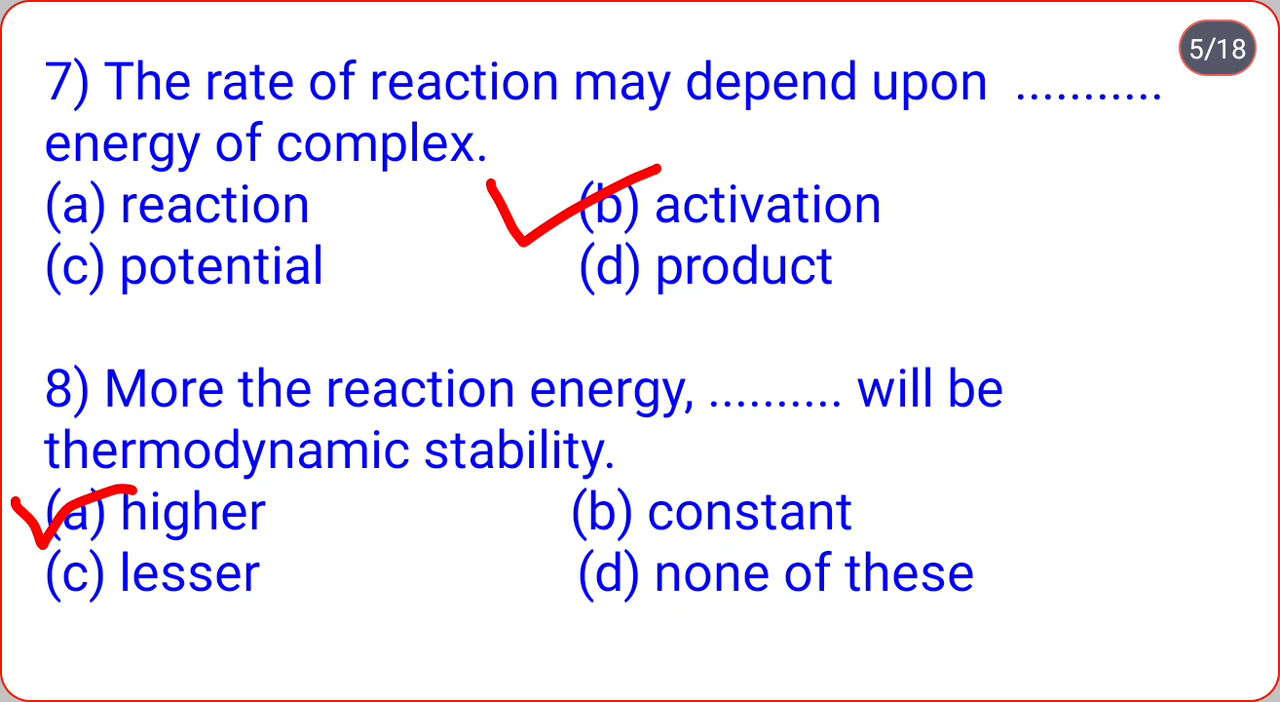 5/18
7) The rate of reaction may depend upon ...........
energy of complex.
(a) reaction (b) activation
(c) potential (d) product
8) More the reaction energy, .......... will be
thermodynamic stability.
(a) higher (b) constant
(c) lesser (d) none of these